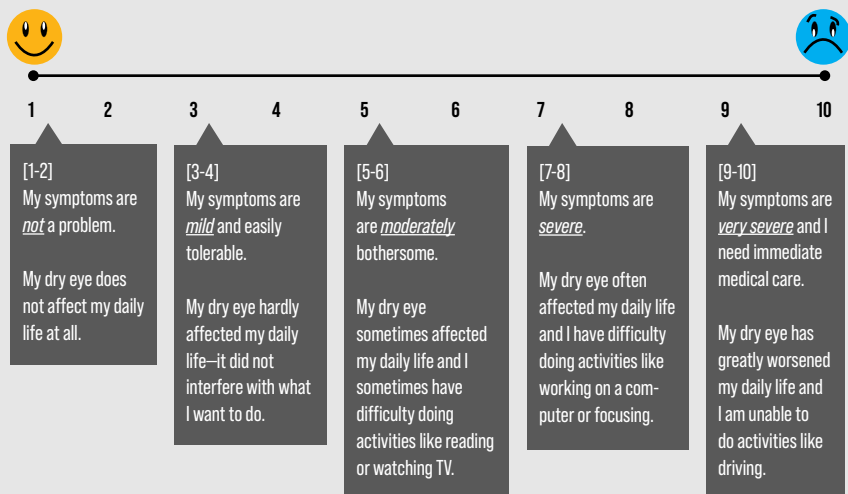 1 2 3 4 5 6 7 8 9 10
[1-2]
My symptoms are
not a problem.
My dry eye does
not affect my daily
life at all.
[3-4]
My symptoms are
mild and easily
tolerable.
My dry eye hardly
affected my daily
life—it did not
interfere with what
I want to do.
[5-6]
My symptoms
are moderately
bothersome.
My dry eye
sometimes affected
my daily life and I
sometimes have
difficulty doing
activities like reading
or watching TV.
[7-8]
My symptoms are
severe.
My dry eye often
affected my daily life
and I have difficulty
doing activities like
working on a com-
puter or focusing.
[9-10]
My symptoms are
very severe and I
need immediate
medical care.
My dry eye has
greatly worsened
my daily life and
I am unable to
do activities like
driving.